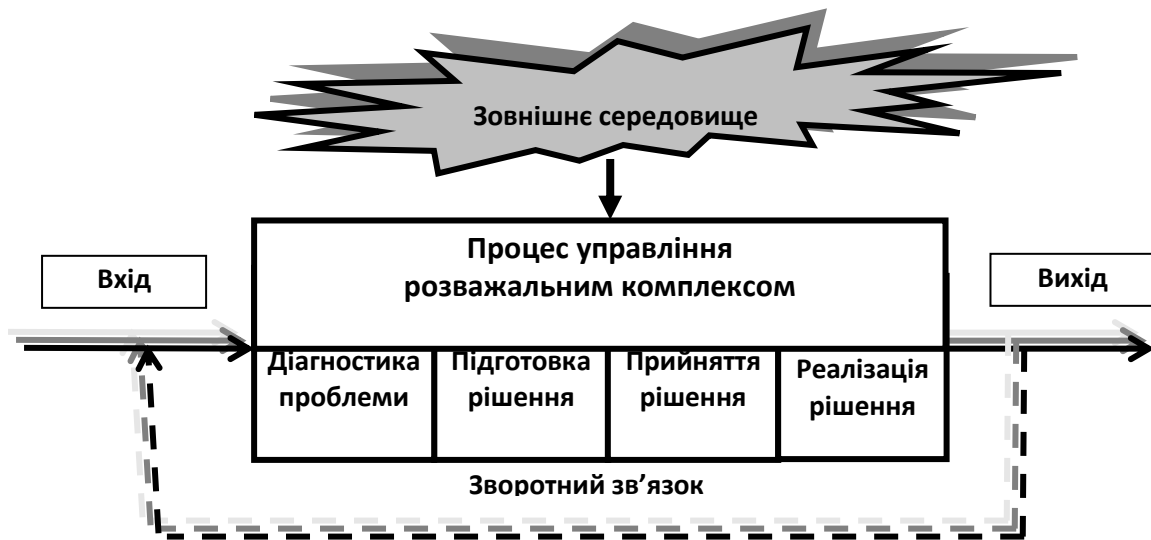 Зовнішнє середовище
Процес управління
розважальним комплексом
Вхід
Вихід
Діагностика
проблеми
Підготовка
рішення
Прийняття
рішення
Реалізація
рішення
Зворотний зв’язок